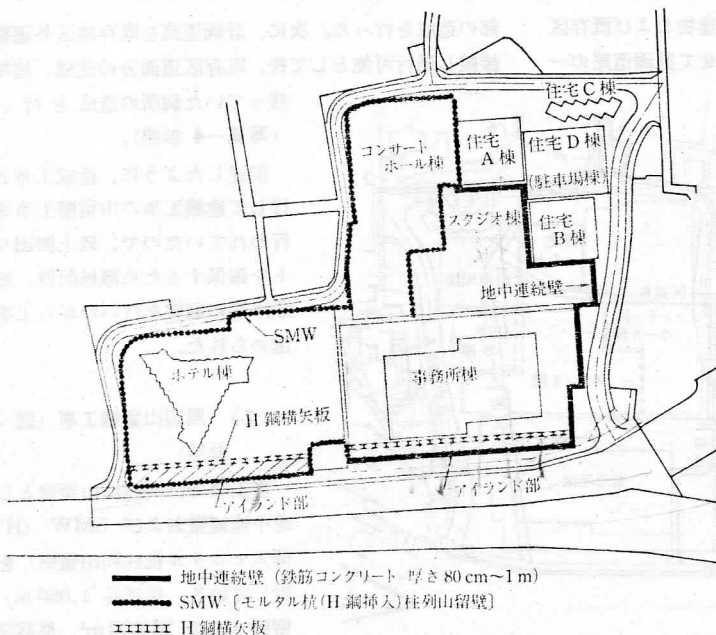 住宅C棟
コンサート
ホール棟
住宅
A棟
住宅D棟
(駐車場棟)
スタジオ棟
住宅
B棟
地中連続壁
SMW
ホテル棟
事務所棟
H鋼横矢板
アイランド部
アイランド部
地中連続壁 (鉄筋コンクリート 厚さ80cm〜1m)
SMW〔モルタル杭(H鋼挿入)柱列山留壁〕
H鋼横矢板